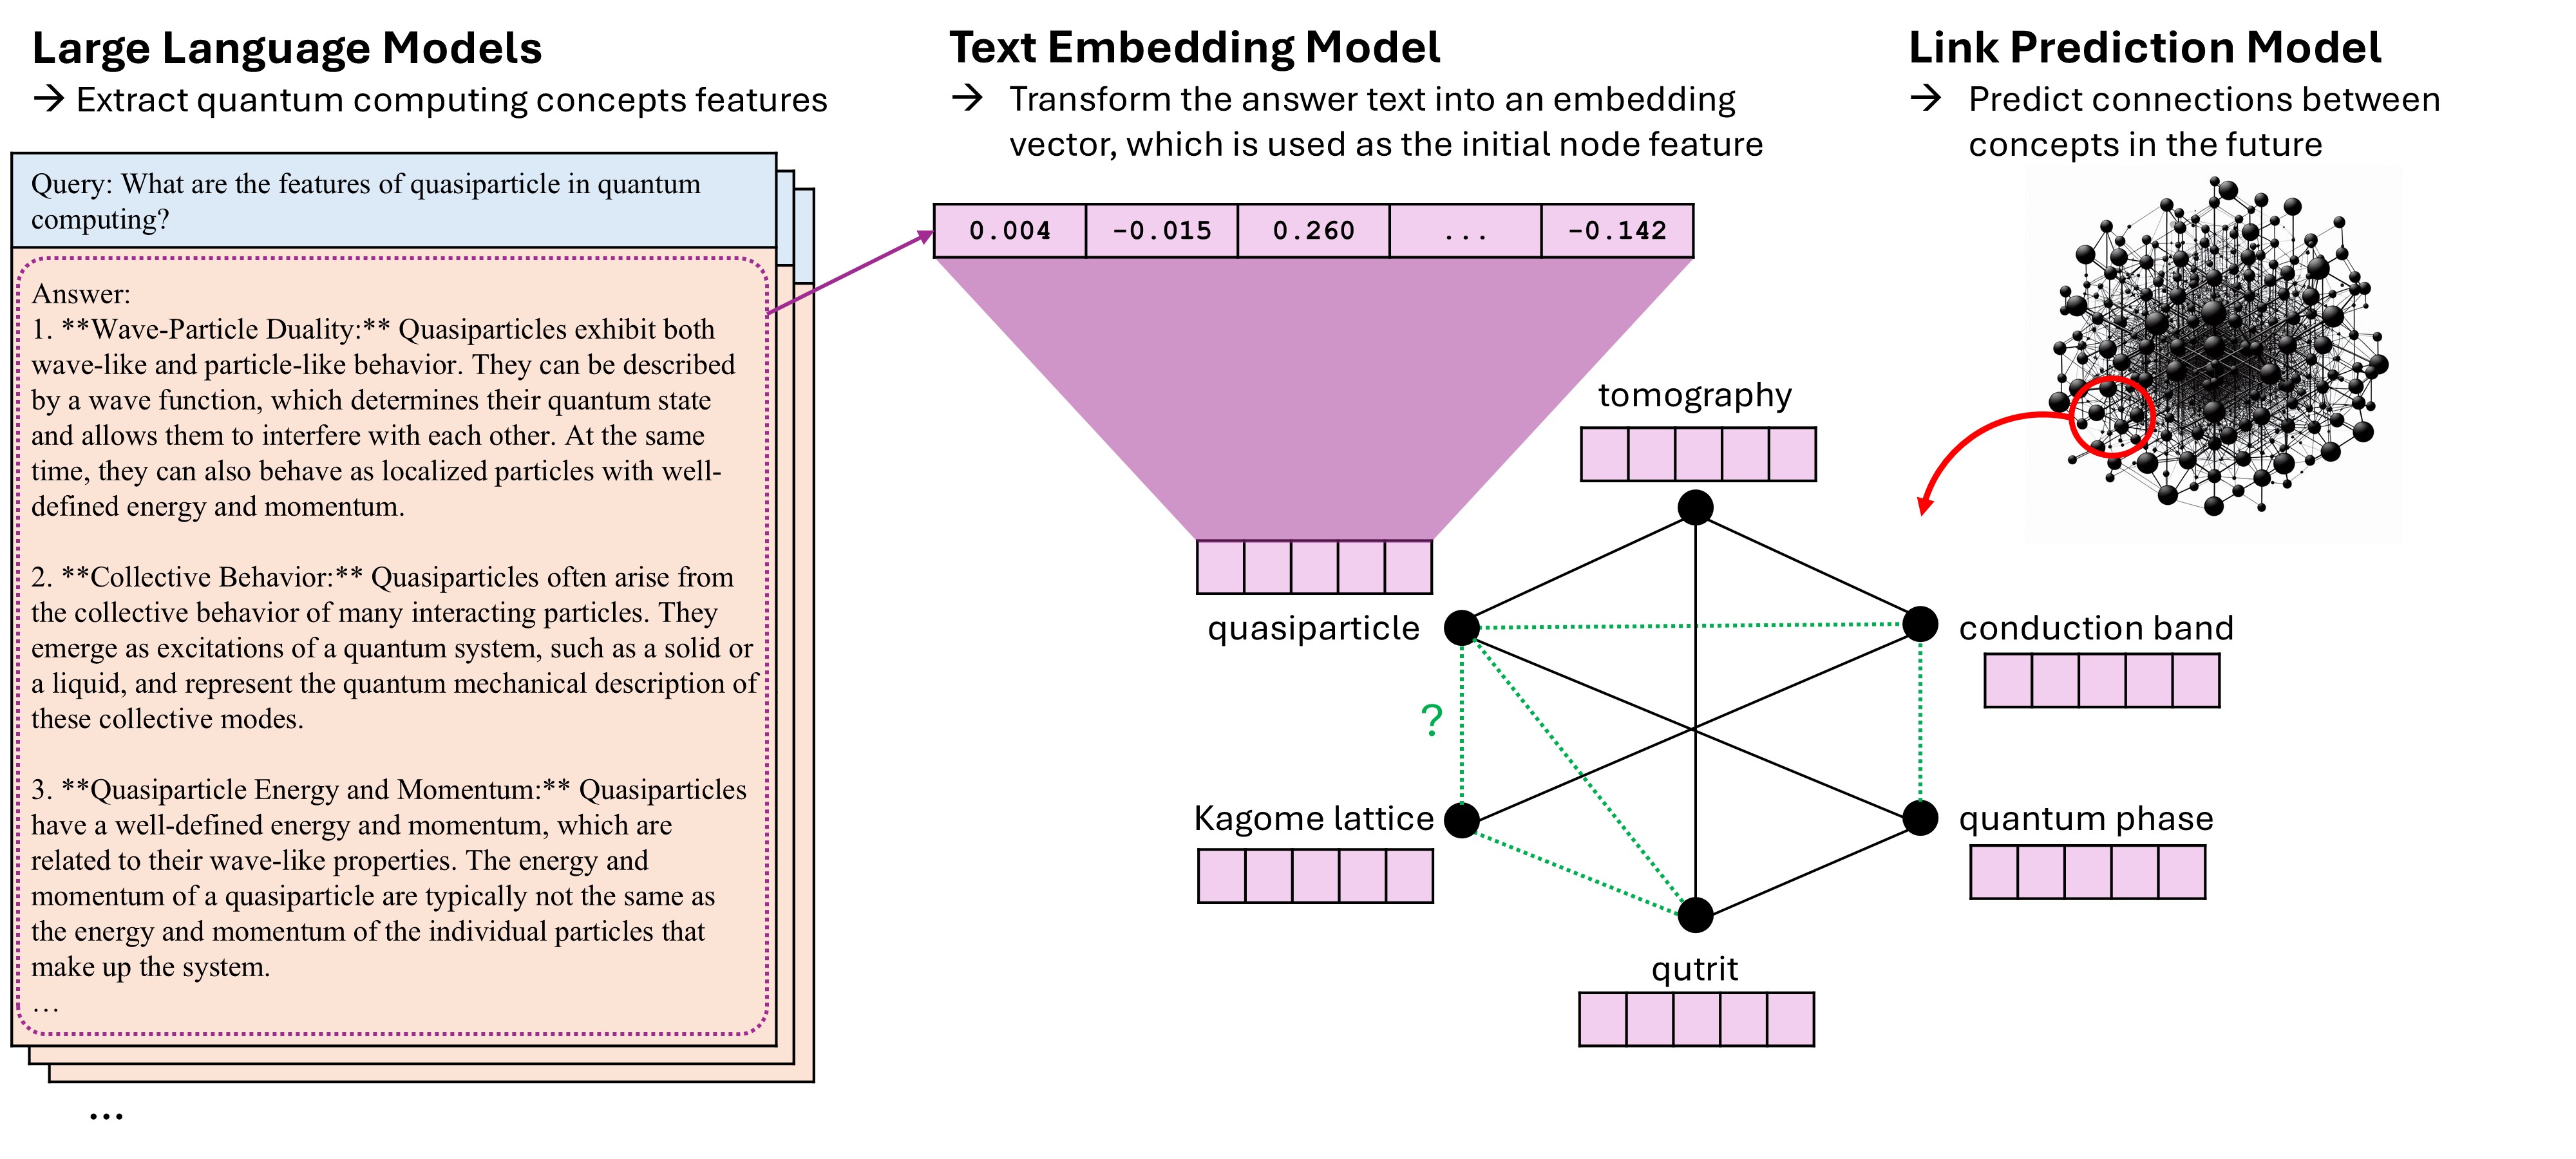 Large Language Models
→ Extract quantum computing concepts features
Query: What are the features of quasiparticle in quantum
computing?
Answer:
1. **Wave-Particle Duality:** Quasiparticles exhibit both
wave-like and particle-like behavior. They can be described
by a wave function, which determines their quantum state
and allows them to interfere with each other. At the same
time, they can also behave as localized particles with well-
defined energy and momentum.
2. **Collective Behavior:** Quasiparticles often arise from
the collective behavior of many interacting particles. They
emerge as excitations of a quantum system, such as a solid or
a liquid, and represent the quantum mechanical description of
these collective modes.
3. **Quasiparticle Energy and Momentum:** Quasiparticles
have a well-defined energy and momentum, which are
related to their wave-like properties. The energy and
momentum of a quasiparticle are typically not the same as
the energy and momentum of the individual particles that
make up the system.
…
...
Text Embedding Model
→ Transform the answer text into an embedding
vector, which is used as the initial node feature
0.004 -0.015 0.260 ... -0.142
tomography
quasiparticle
conduction band
?
Kagome lattice
quantum phase
qutrit
Link Prediction Model
→ Predict connections between
concepts in the future